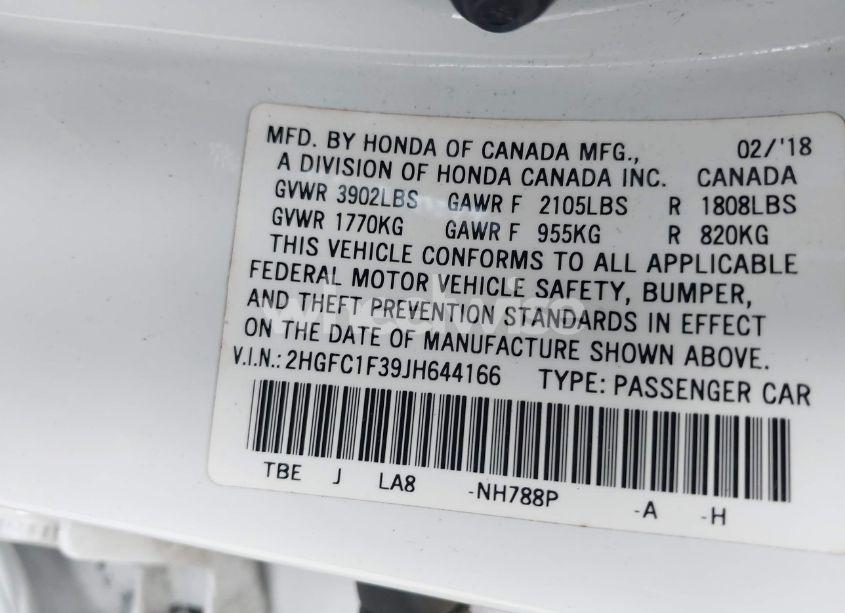 MFD. BY HONDA OF CANADA MFG., 02/'18
A DIVISION OF HONDA CANADA INC. CANADA
GVWR 3902LBS GAWR F 2105LBS R 1808LBS
GVWR 1770KG GAWR F 955KG R 820KG
THIS VEHICLE CONFORMS TO ALL APPLICABLE
FEDERAL MOTOR VEHICLE SAFETY, BUMPER,
AND THEFT PREVENTION STANDARDS IN EFFECT
ON THE DATE OF MANUFACTURE SHOWN ABOVE.
V.I.N.: 2HGFC1F39JH644166 TYPE: PASSENGER CAR
TBE J LA8 -NH788P -A -H
wheelwise